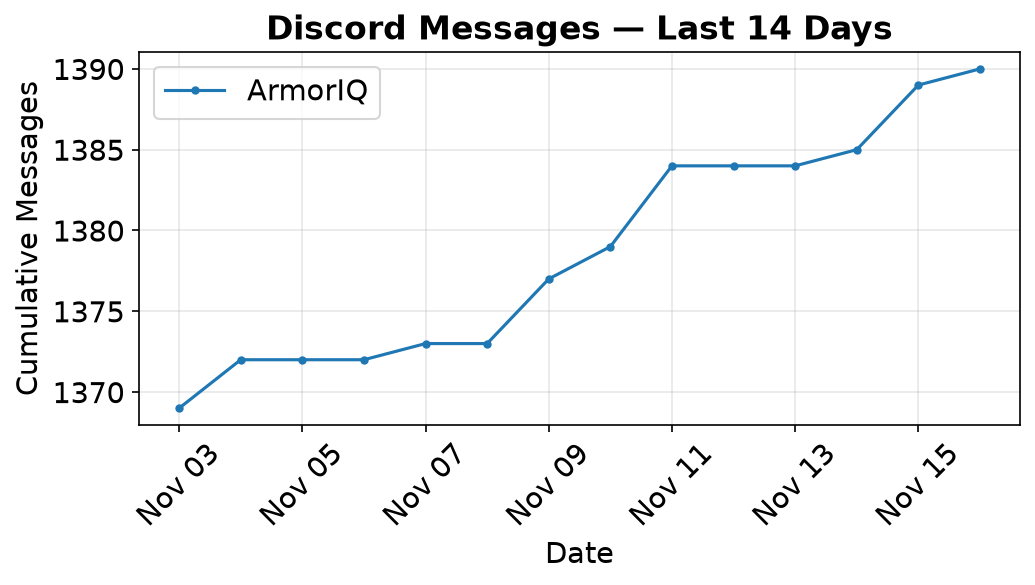 Discord Messages — Last 14 Days
ArmorIQ
Cumulative Messages
1390
1385
1380
1375
1370
Nov 03
Nov 05
Nov 07
Nov 09
Nov 11
Nov 13
Nov 15
Date